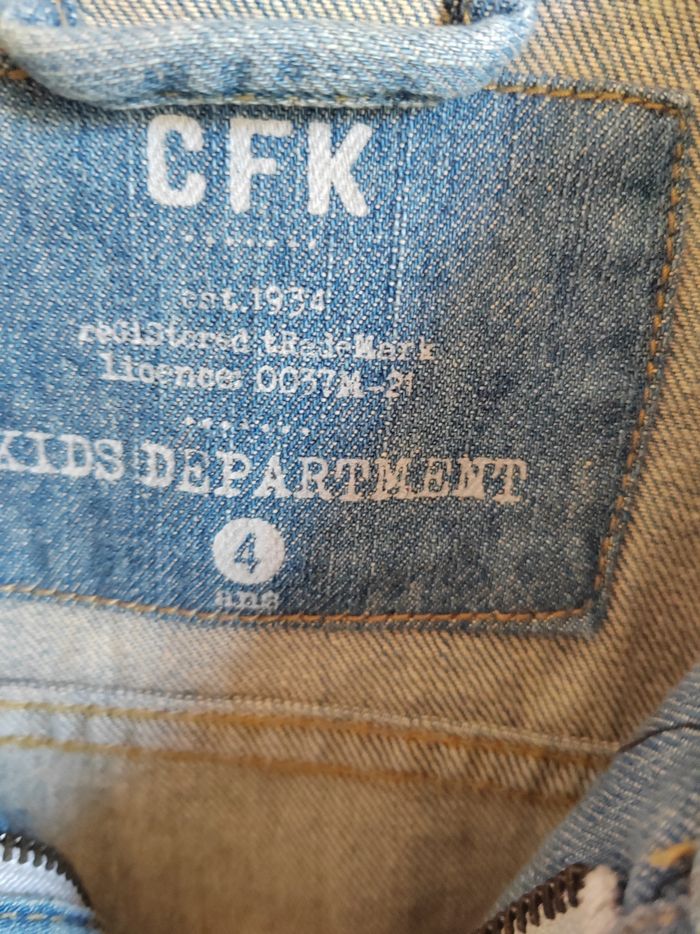 CFK
est.1934
registered tRadeMark
Licence: 0037M-21
KIDS DEPARTMENT
4
ans